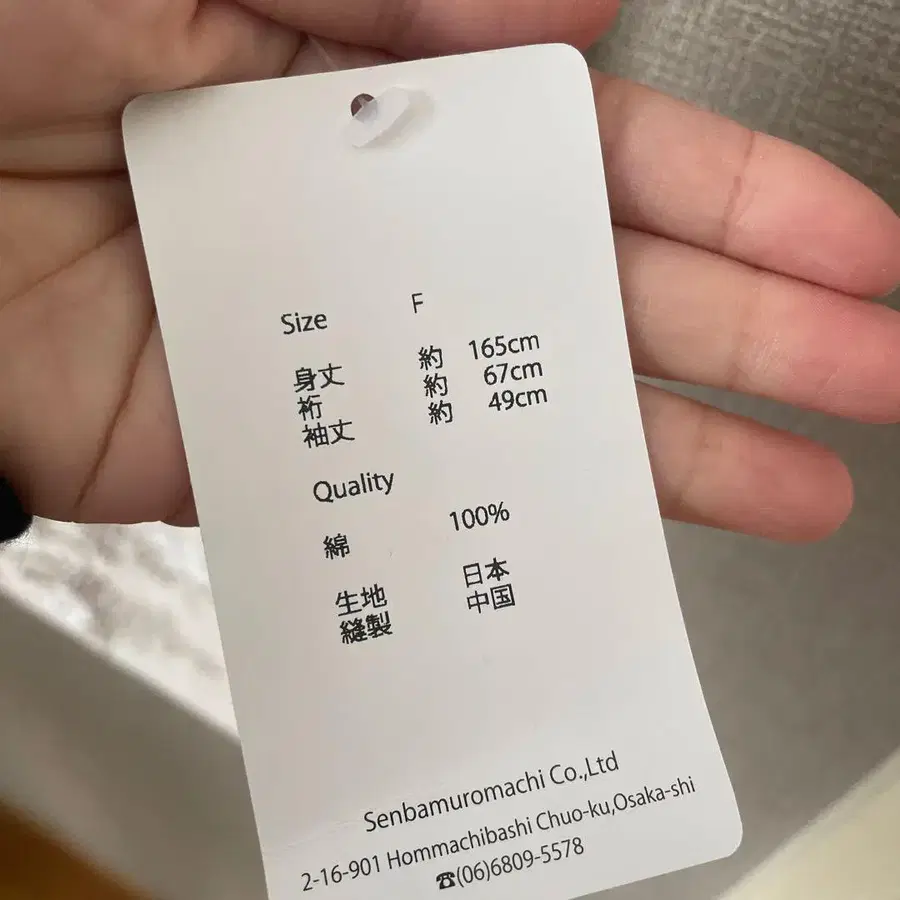 Size F
身丈 約 165cm
裄 約 67cm
袖丈 約 49cm
Quality
綿 100%
生地 日本
縫製 中国
Senbamuromachi Co.,Ltd
2-16-901 Hommachibashi Chuo-ku,Osaka-shi
☎(06)6809-5578